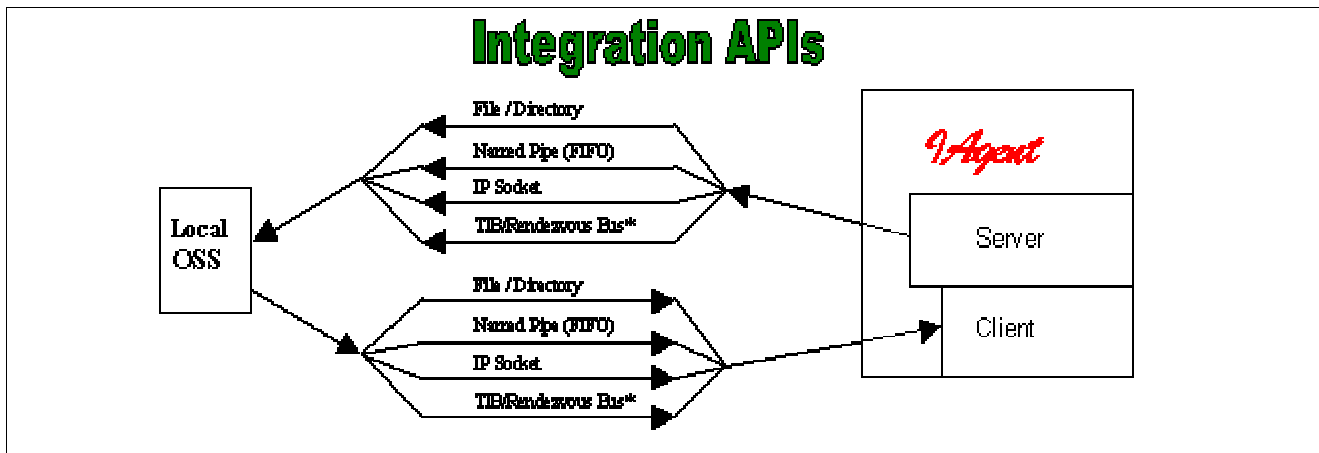 Integration APIs
File / Directory
Named Pipe (FIFO)
IP Socket
TIB/Rendezvous Bus*
IAgent
Server
Local
OSS
File / Directory
Named Pipe (FIFO)
IP Socket
TIB/Rendezvous Bus*
Client